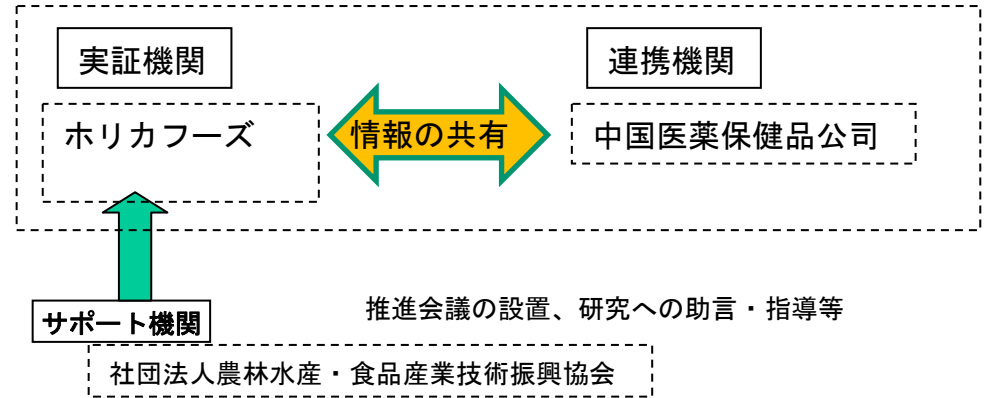 実証機関
連携機関
ホリカフーズ
情報の共有
中国医薬保健品公司
サポート機関
推進会議の設置、研究への助言・指導等
社団法人農林水産・食品産業技術振興協会